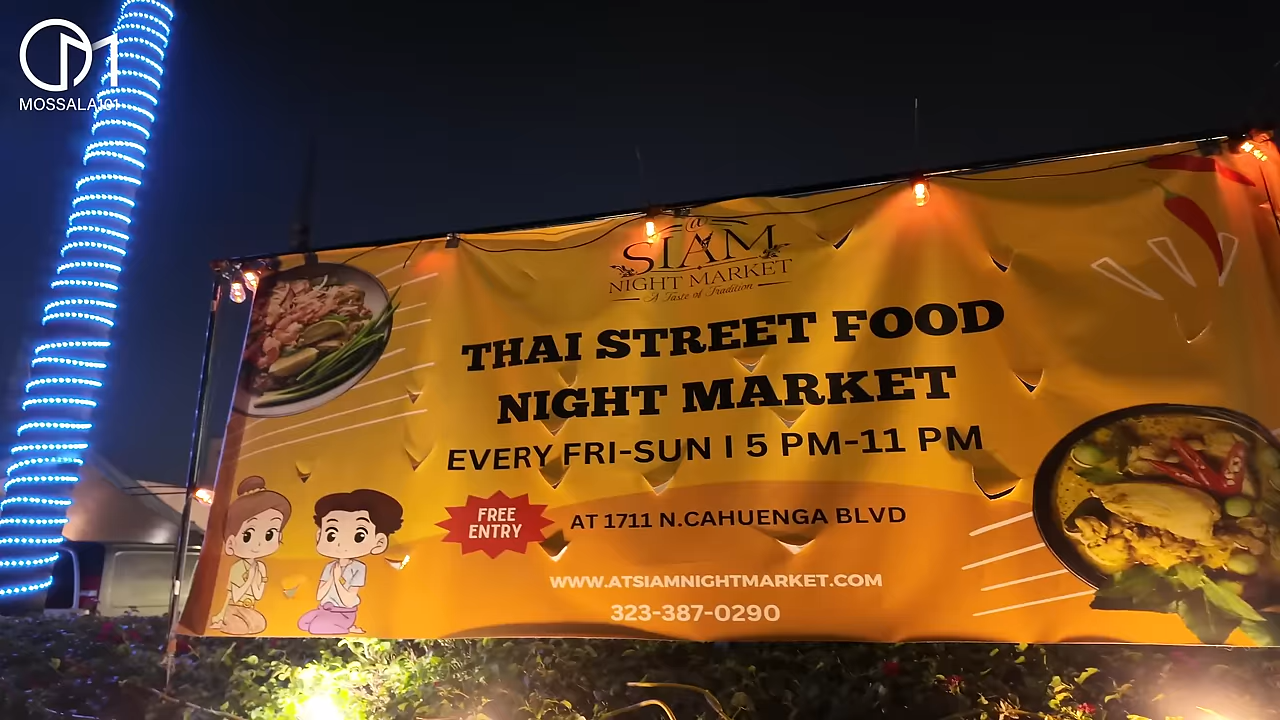 MOSSALA101
@
SIAM
NIGHT MARKET
A Taste of Tradition
THAI STREET FOOD
NIGHT MARKET
EVERY FRI-SUN I 5 PM-11 PM
FREE
ENTRY
AT 1711 N.CAHUENGA BLVD
WWW.ATSIAMNIGHTMARKET.COM
323-387-0290